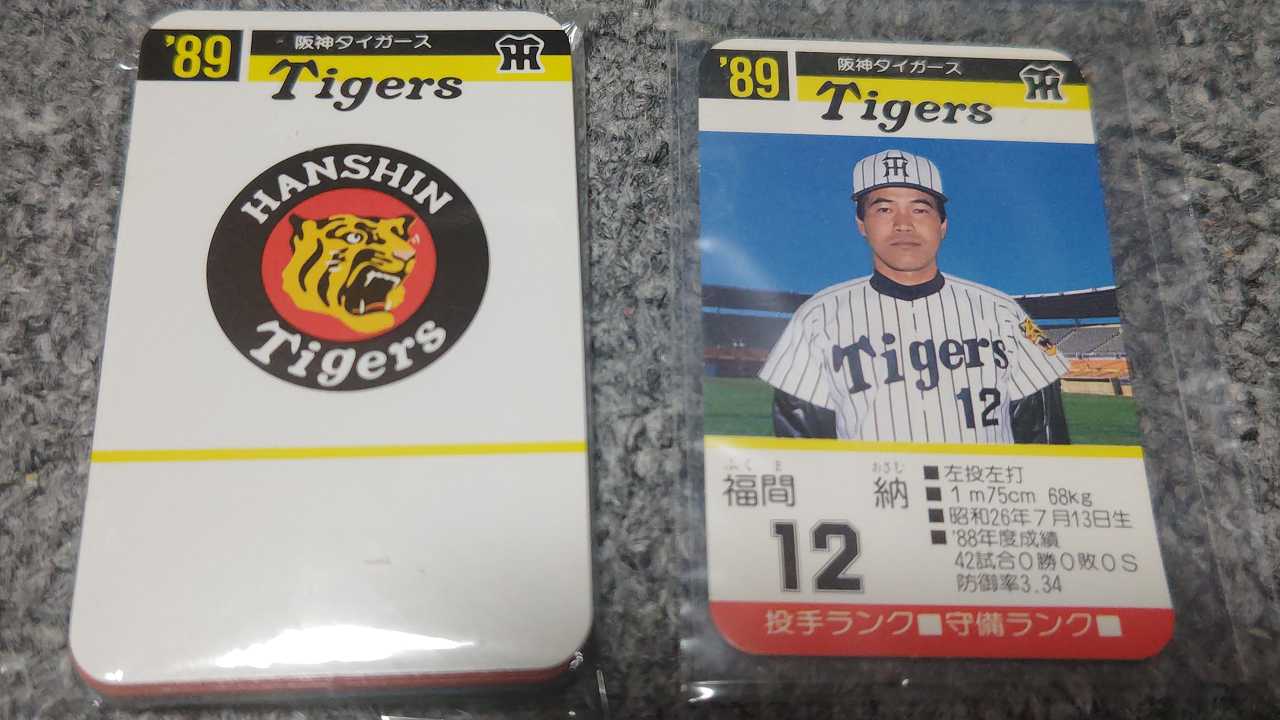 '89
阪神タイガース
TH
Tigers
HANSHIN
Tigers
'89
阪神タイガース
TH
Tigers
TH
Tigers
12
ふくま おさむ
福間 納
12
■左投左打
■1m75cm 68kg
■昭和26年7月13日生
■'88年度成績
42試合0勝0敗0S
防御率3.34
投手ランク□守備ランク□